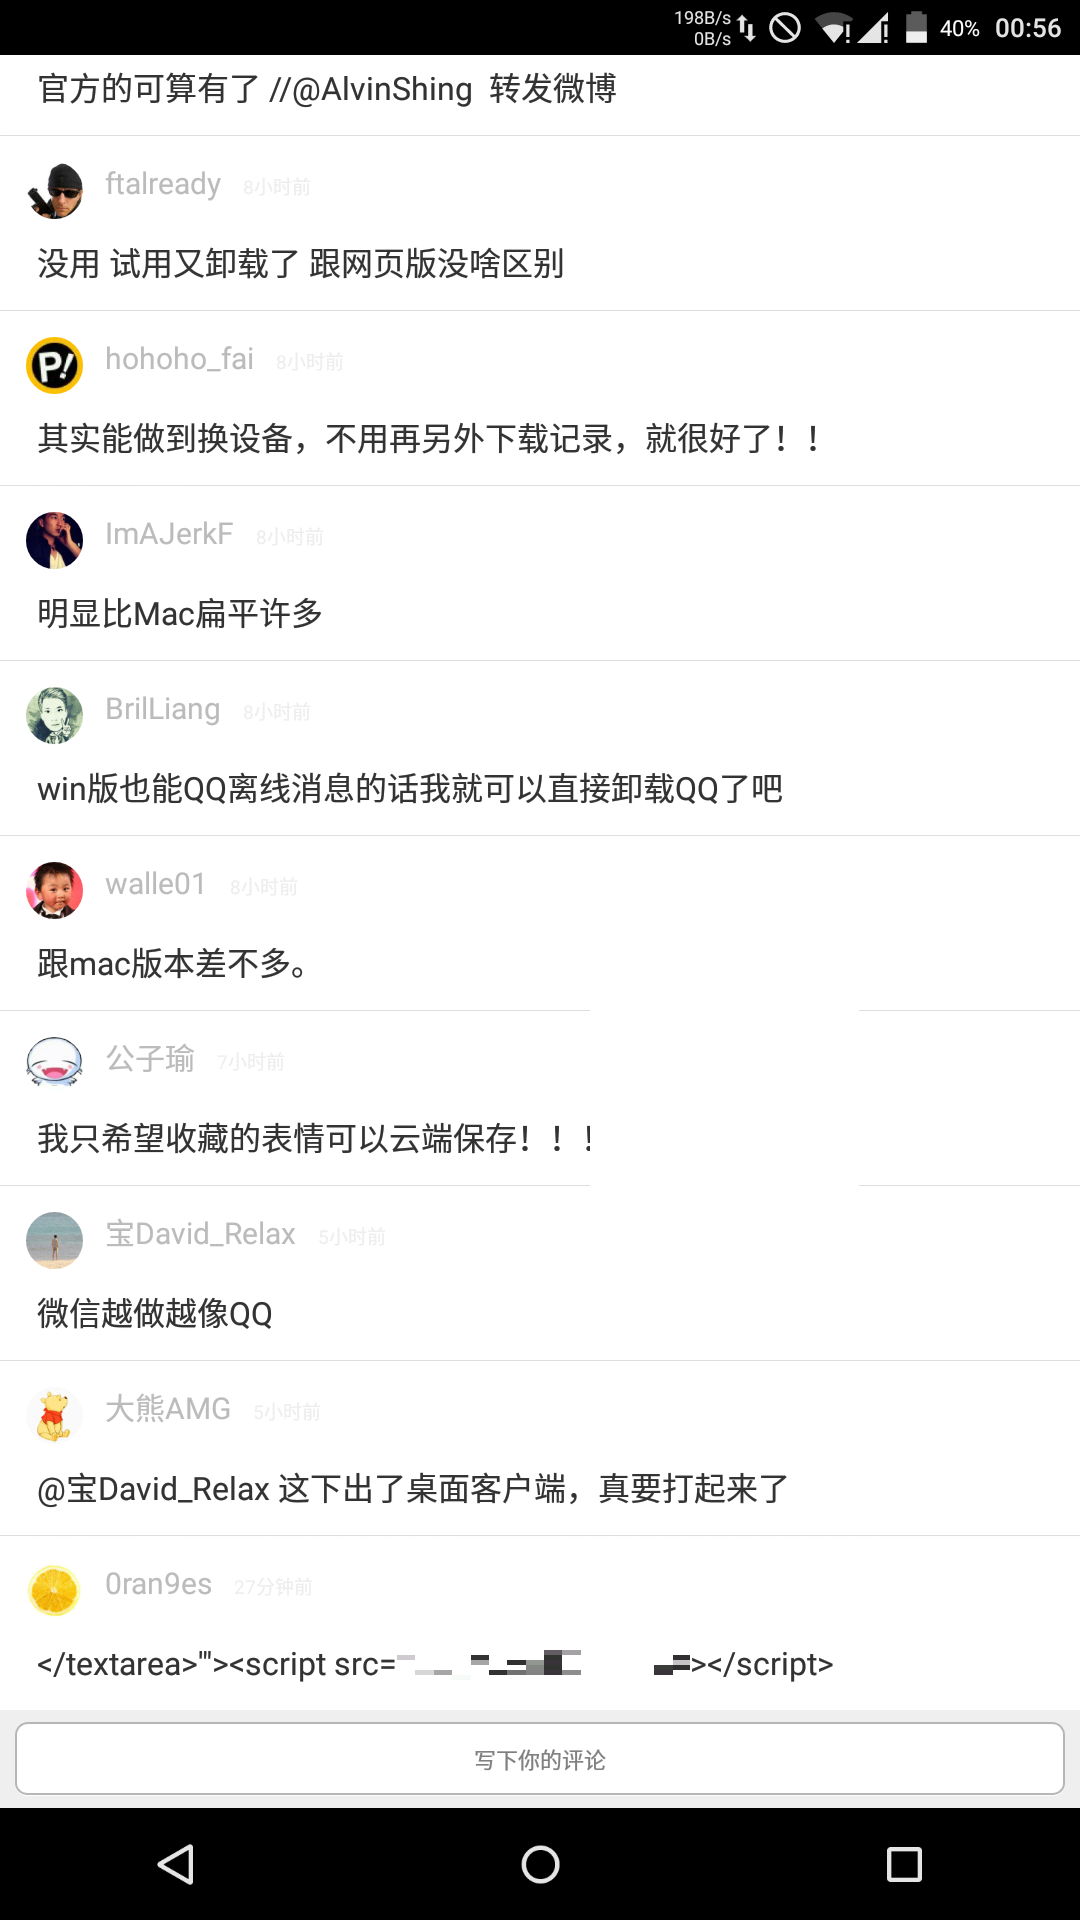 198B/s
0B/s
40% 00:56
官方的可算有了 //@AlvinShing 转发微博
ftalready 8小时前
没用 试用又卸载了 跟网页版没啥区别
hohoho_fai 8小时前
其实能做到换设备，不用再另外下载记录，就很好了！！
ImAJerkF 8小时前
明显比Mac扁平许多
BrilLiang 8小时前
win版也能QQ离线消息的话我就可以直接卸载QQ了吧
walle01 8小时前
跟mac版本差不多。
公子瑜 7小时前
我只希望收藏的表情可以云端保存！！！
宝David_Relax 5小时前
微信越做越像QQ
大熊AMG 5小时前
@宝David_Relax 这下出了桌面客户端，真要打起来了
0ran9es 27分钟前
</textarea>'"><script src= ></script>
写下你的评论